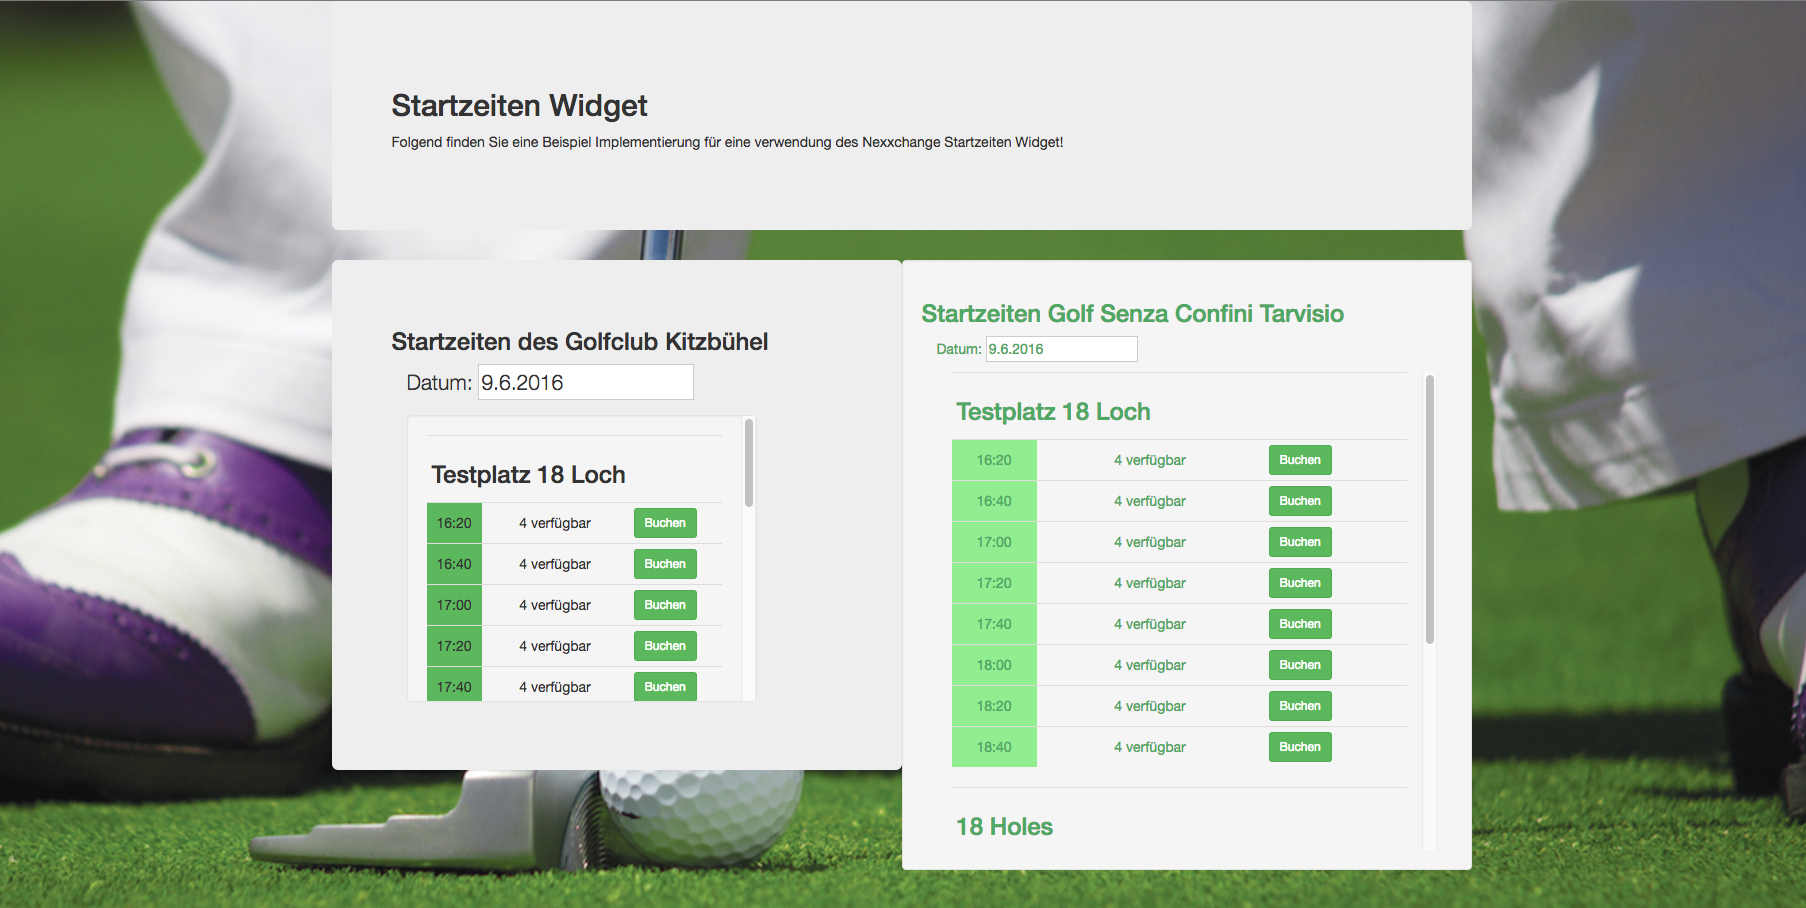 Startzeiten Widget
Folgend finden Sie eine Beispiel Implementierung für eine verwendung des Nexxchange Startzeiten Widget!
Startzeiten des Golfclub Kitzbühel
Datum: 9.6.2016
Testplatz 18 Loch
16:20 4 verfügbar Buchen
16:40 4 verfügbar Buchen
17:00 4 verfügbar Buchen
17:20 4 verfügbar Buchen
17:40 4 verfügbar Buchen
Startzeiten Golf Senza Confini Tarvisio
Datum: 9.6.2016
Testplatz 18 Loch
16:20 4 verfügbar Buchen
16:40 4 verfügbar Buchen
17:00 4 verfügbar Buchen
17:20 4 verfügbar Buchen
17:40 4 verfügbar Buchen
18:00 4 verfügbar Buchen
18:20 4 verfügbar Buchen
18:40 4 verfügbar Buchen
18 Holes